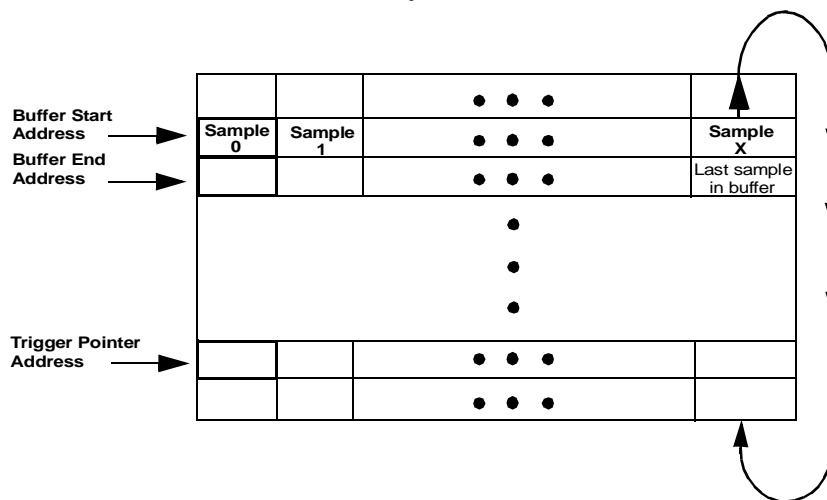 Buffer Start
Address
Sample
0
Sample
1
Sample
X
Buffer End
Address
Last sample
in buffer
Trigger Pointer
Address